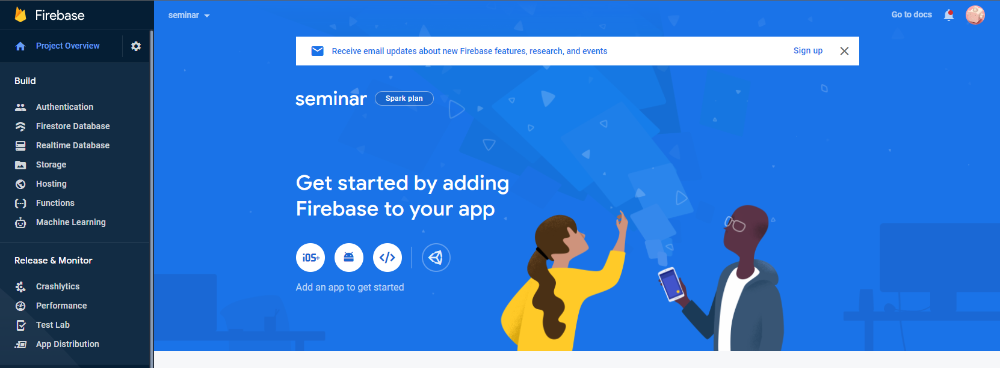 Firebase
Project Overview
Build
Authentication
Firestore Database
Realtime Database
Storage
Hosting
Functions
Machine Learning
Release & Monitor
Crashlytics
Performance
Test Lab
App Distribution
seminar
Go to docs
Receive email updates about new Firebase features, research, and events
Sign up
seminar
Spark plan
Get started by adding
Firebase to your app
iOS+
</>
Add an app to get started